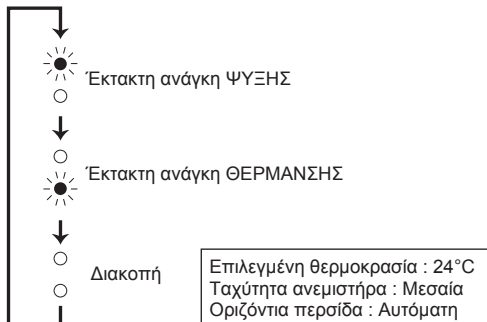 Έκτακτη ανάγκη ΨΥΞΗΣ
Έκτακτη ανάγκη ΘΕΡΜΑΝΣΗΣ
Διακοπή
Επιλεγμένη θερμοκρασία : 24°C
Ταχύτητα ανεμιστήρα : Μεσαία
Οριζόντια περσίδα : Αυτόματη